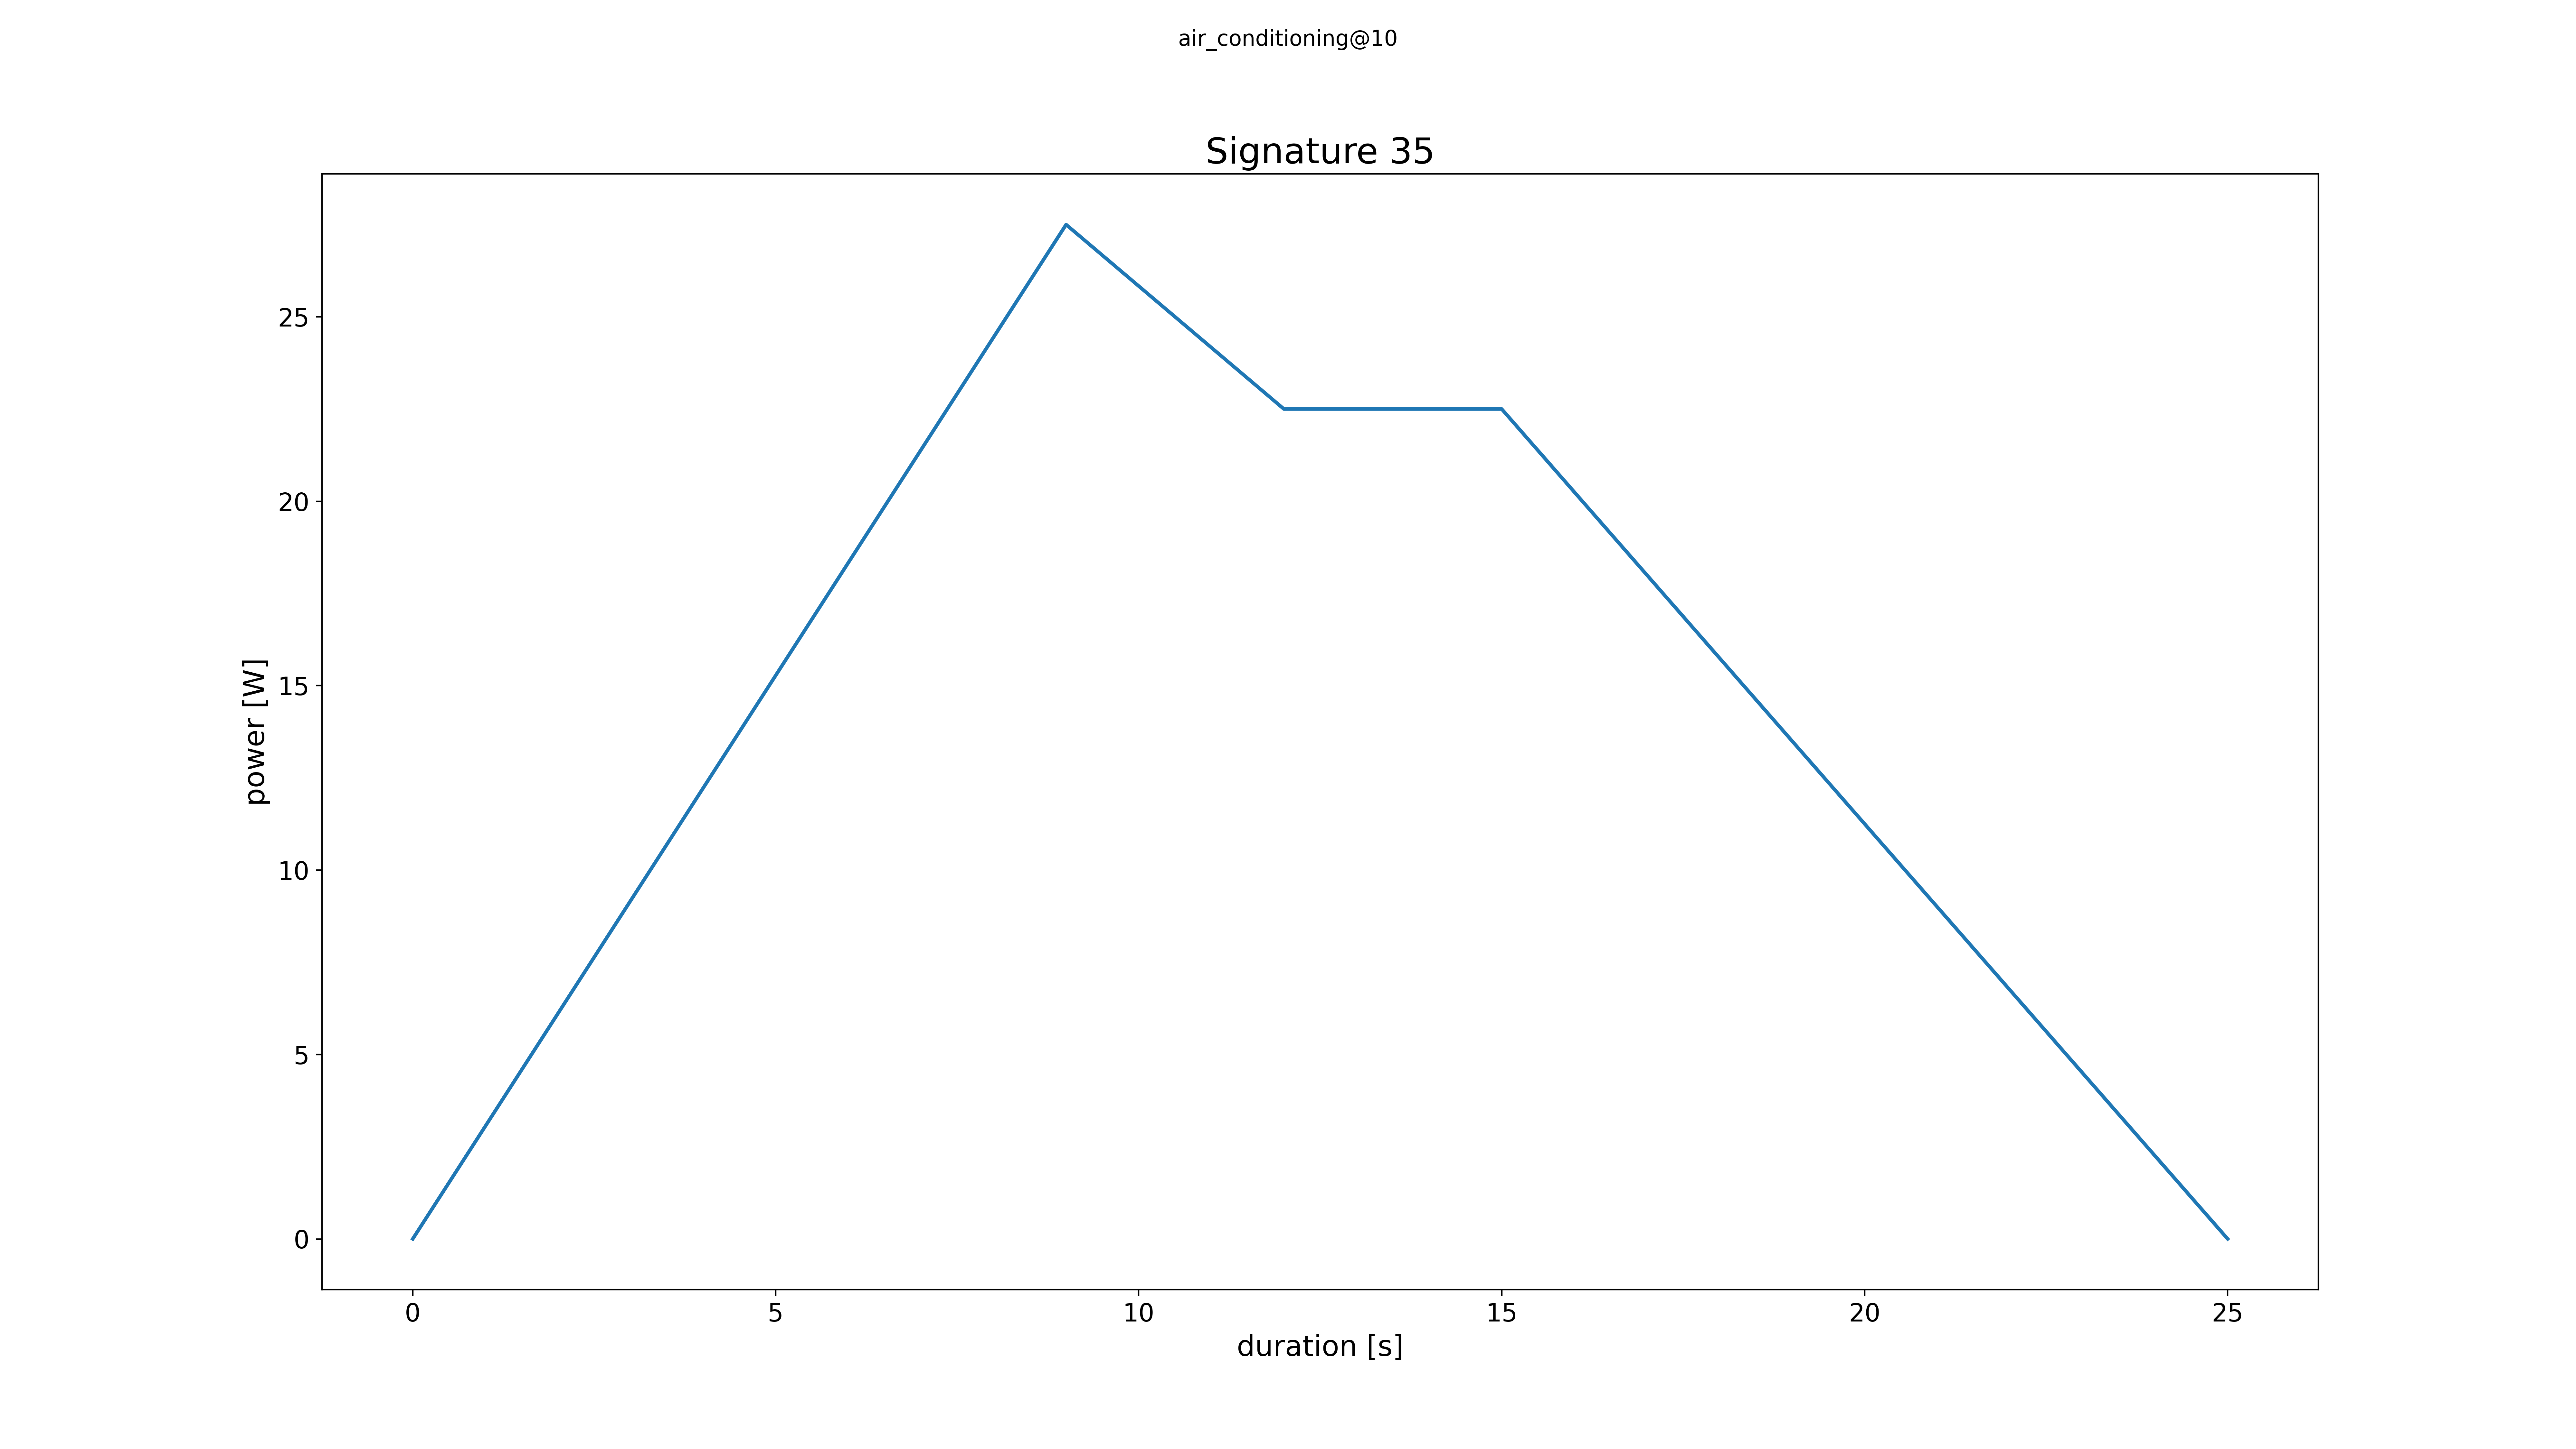 air_conditioning@10
Signature 35
power [W]
25
20
15
10
5
0
0 5 10 15 20 25
duration [s]